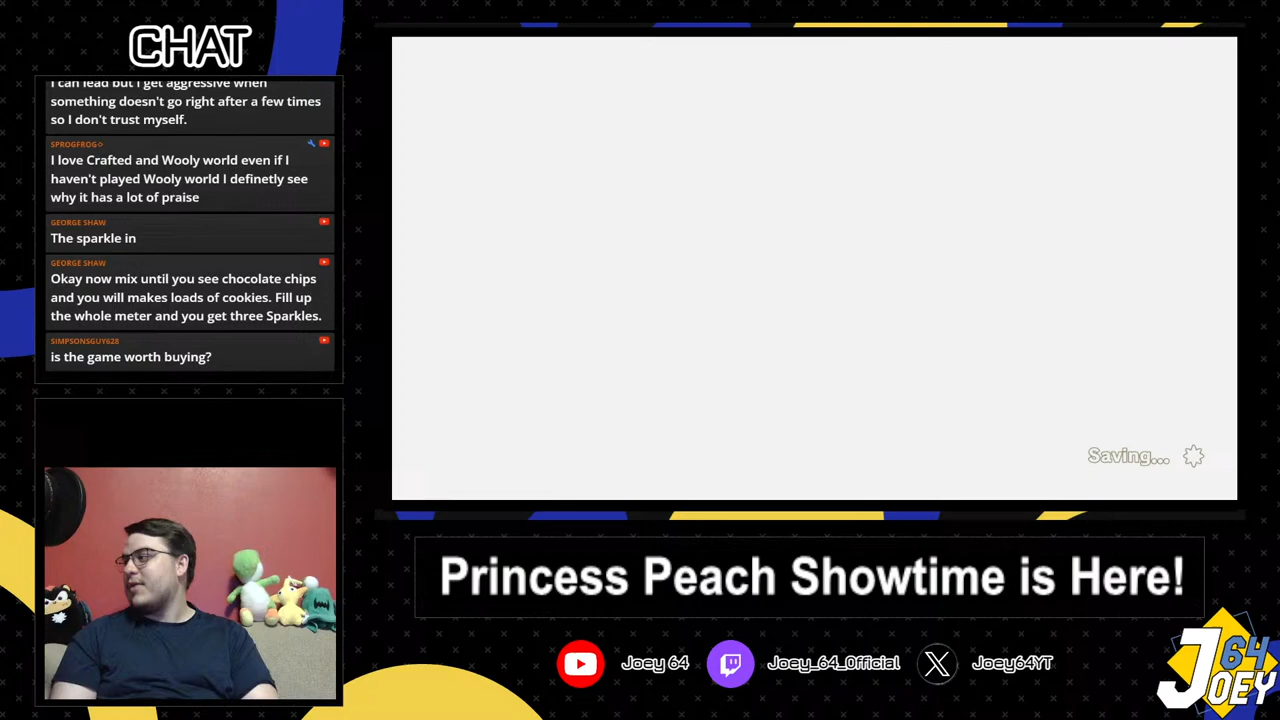 CHAT
I can lead but I get aggressive when
something doesn't go right after a few times
so I don't trust myself.
SPROGFROG
I love Crafted and Wooly world even if I
haven't played Wooly world I definetly see
why it has a lot of praise
GEORGE SHAW
The sparkle in
GEORGE SHAW
Okay now mix until you see chocolate chips
and you will makes loads of cookies. Fill up
the whole meter and you get three Sparkles.
SIMPSONSGUY628
is the game worth buying?
Saving...
Princess Peach Showtime is Here!
Joey 64
Joey_64_Official
Joey64YT
JOEY 64